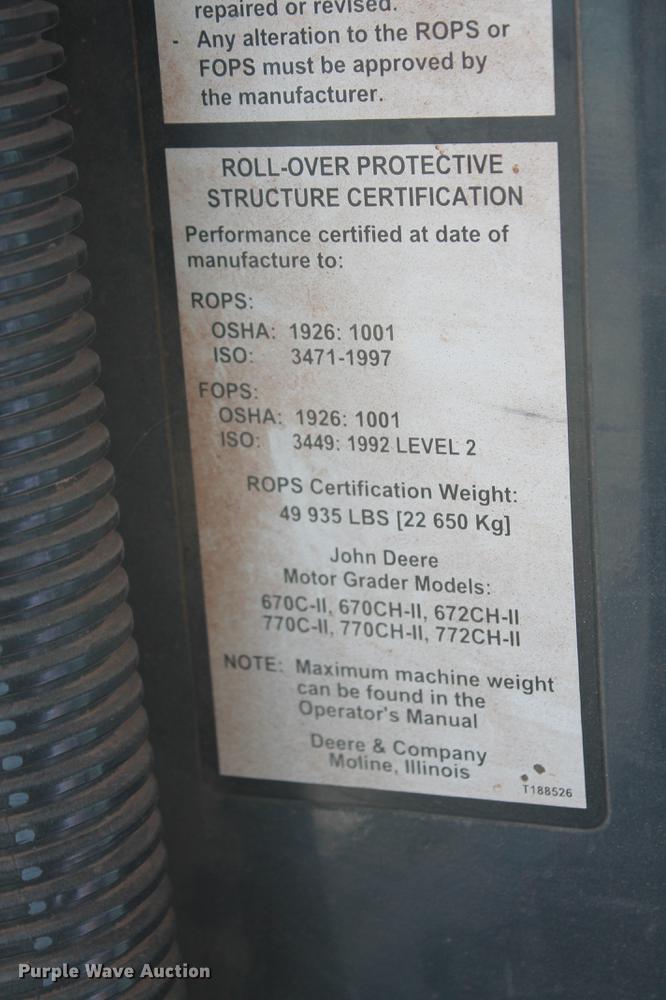 repaired or revised.
- Any alteration to the ROPS or
FOPS must be approved by
the manufacturer.
ROLL-OVER PROTECTIVE
STRUCTURE CERTIFICATION
Performance certified at date of
manufacture to:
ROPS:
OSHA: 1926: 1001
ISO: 3471-1997
FOPS:
OSHA: 1926: 1001
ISO: 3449: 1992 LEVEL 2
ROPS Certification Weight:
49 935 LBS [22 650 Kg]
John Deere
Motor Grader Models:
670C-II, 670CH-II, 672CH-II
770C-II, 770CH-II, 772CH-II
NOTE: Maximum machine weight
can be found in the
Operator's Manual
Deere & Company
Moline, Illinois
T188526
Purple Wave Auction